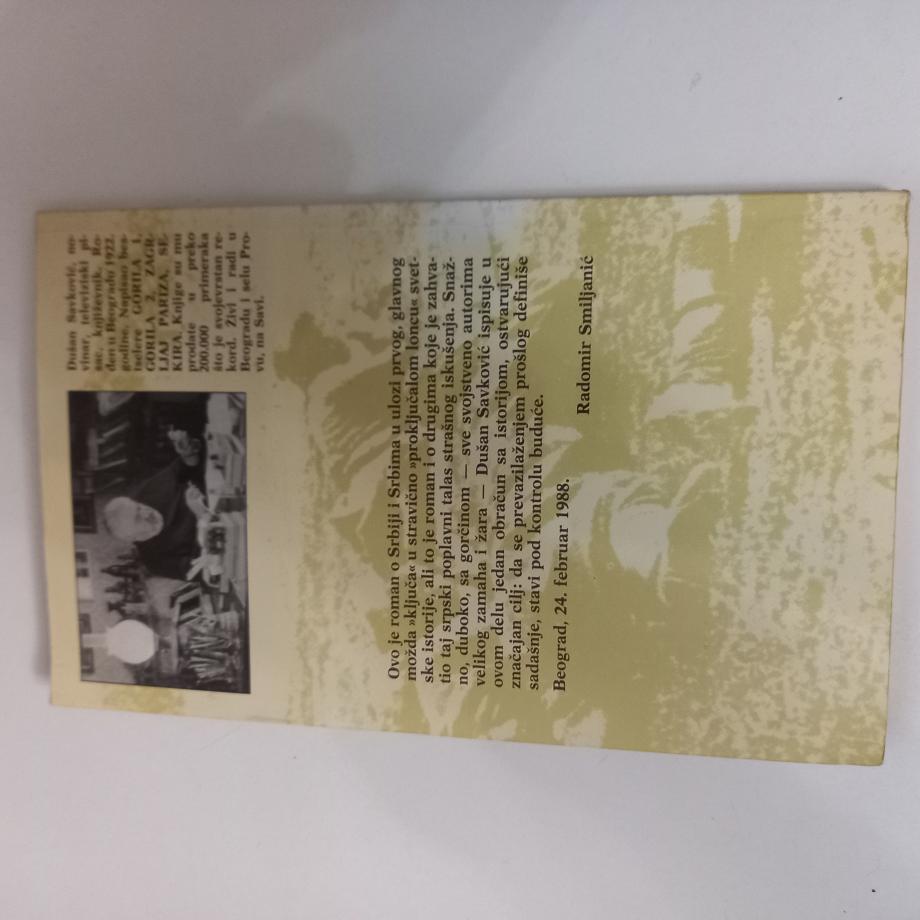 Dušan Savković, no-
vinar, televizijski pi-
sac, književnik. Ro-
đen u Beogradu 1922.
godine. Napisao bes-
tselere GORILA 1,
GORILA 2, ZAGR-
LJAJ PARIZA, ŠE-
KIRA. Knjige su mu
prodate u preko
200.000 primeraka
što je svojevratan re-
kord. Živi i radi u
Beogradu i selu Pro-
vu, na Savi.
Ovo je roman o Srbiji i Srbima u ulozi prvog, glavnog
možda »ključa« u stravično »proključalom loncu« svet-
ske istorije, ali to je roman i o drugima koje je zahva-
tio taj srpski poplavni talas strašnog iskušenja. Snaž-
no, duboko, sa gorčinom — sve svojstveno autorima
velikog zamaha i žara — Dušan Savković ispisuje u
ovom delu jedan obračun sa istorijom, ostvarujući
značajan cilj: da se prevazilaženjem prošlog definiše
sadašnje, stavi pod kontrolu buduće.
Beograd, 24. februar 1988.
Radomir Smiljanić